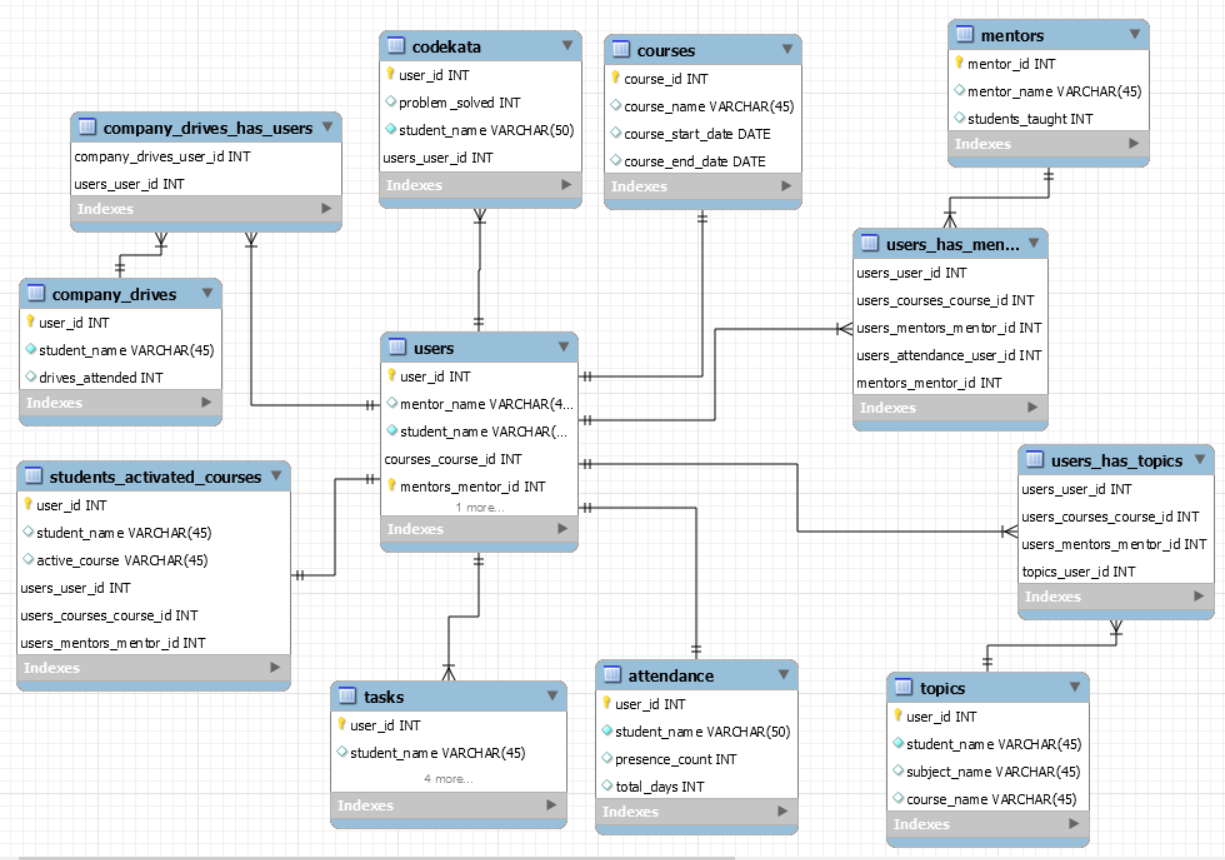 codekata
user_id INT
problem_solved INT
student_name VARCHAR(50)
users_user_id INT
Indexes
courses
course_id INT
course_name VARCHAR(45)
course_start_date DATE
course_end_date DATE
Indexes
mentors
mentor_id INT
mentor_name VARCHAR(45)
students_taught INT
Indexes
company_drives_has_users
company_drives_user_id INT
users_user_id INT
Indexes
users_has_men...
users_user_id INT
users_courses_course_id INT
users_mentors_mentor_id INT
users_attendance_user_id INT
mentors_mentor_id INT
Indexes
company_drives
user_id INT
student_name VARCHAR(45)
drives_attended INT
Indexes
users
user_id INT
mentor_name VARCHAR(4...
student_name VARCHAR(...
courses_course_id INT
mentors_mentor_id INT
1 more...
Indexes
students_activated_courses
user_id INT
student_name VARCHAR(45)
active_course VARCHAR(45)
users_user_id INT
users_courses_course_id INT
users_mentors_mentor_id INT
Indexes
users_has_topics
users_user_id INT
users_courses_course_id INT
users_mentors_mentor_id INT
topics_user_id INT
Indexes
tasks
user_id INT
student_name VARCHAR(45)
4 more...
Indexes
attendance
user_id INT
student_name VARCHAR(50)
presence_count INT
total_days INT
Indexes
topics
user_id INT
student_name VARCHAR(45)
subject_name VARCHAR(45)
course_name VARCHAR(45)
Indexes